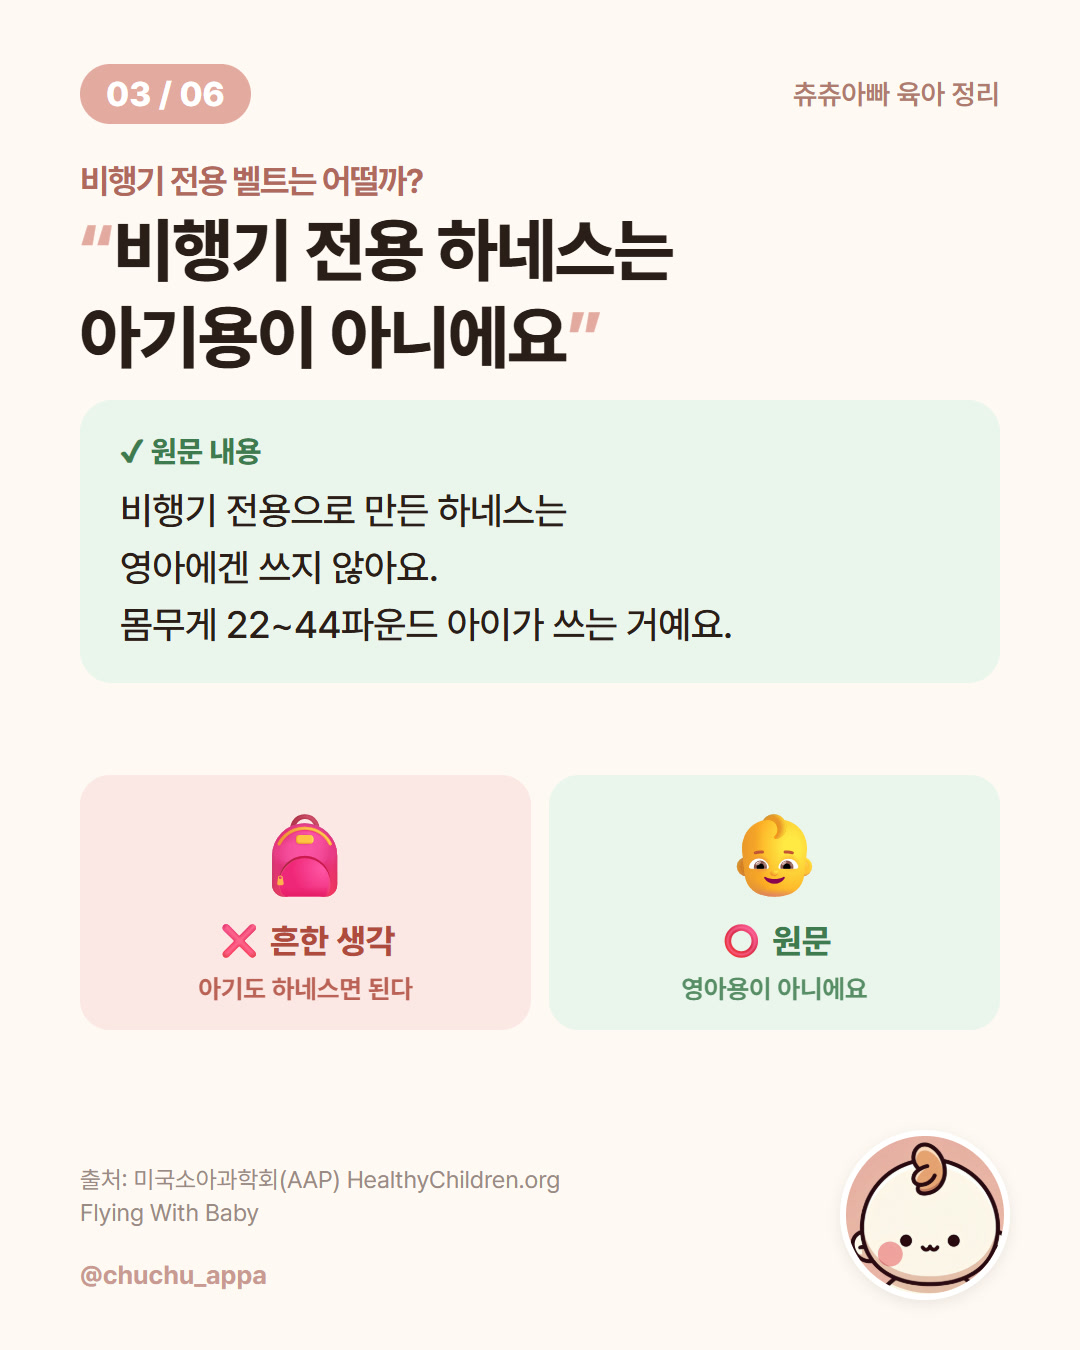 03 / 06
츄츄아빠 육아 정리
비행기 전용 벨트는 어떨까?
“비행기 전용 하네스는
아기용이 아니에요”
✓ 원문 내용
비행기 전용으로 만든 하네스는
영아에겐 쓰지 않아요.
몸무게 22~44파운드 아이가 쓰는 거예요.
❌ 흔한 생각
아기도 하네스면 된다
⭕ 원문
영아용이 아니에요
출처: 미국소아과학회(AAP) HealthyChildren.org
Flying With Baby
@chuchu_appa